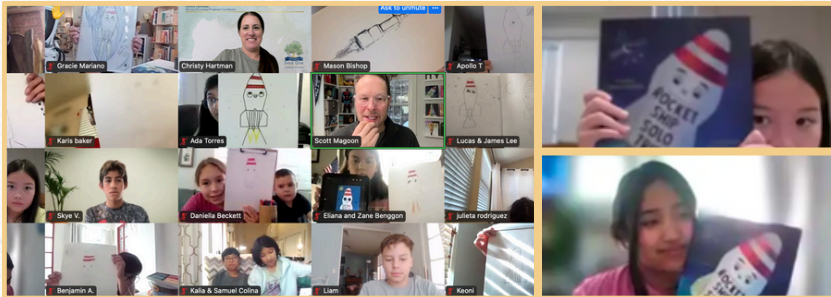 Ask to unmute
Gracie Mariano
Christy Hartman
Mason Bishop
Apollo T
Karis baker
Ada Torres
Scott Magoon
Lucas & James Lee
Skye V.
Daniella Beckett
Eliana and Zane Benggon
julieta rodriguez
Benjamin A.
Kalia & Samuel Colina
Liam
Keoni
ROCKET
SHIP
SOLO